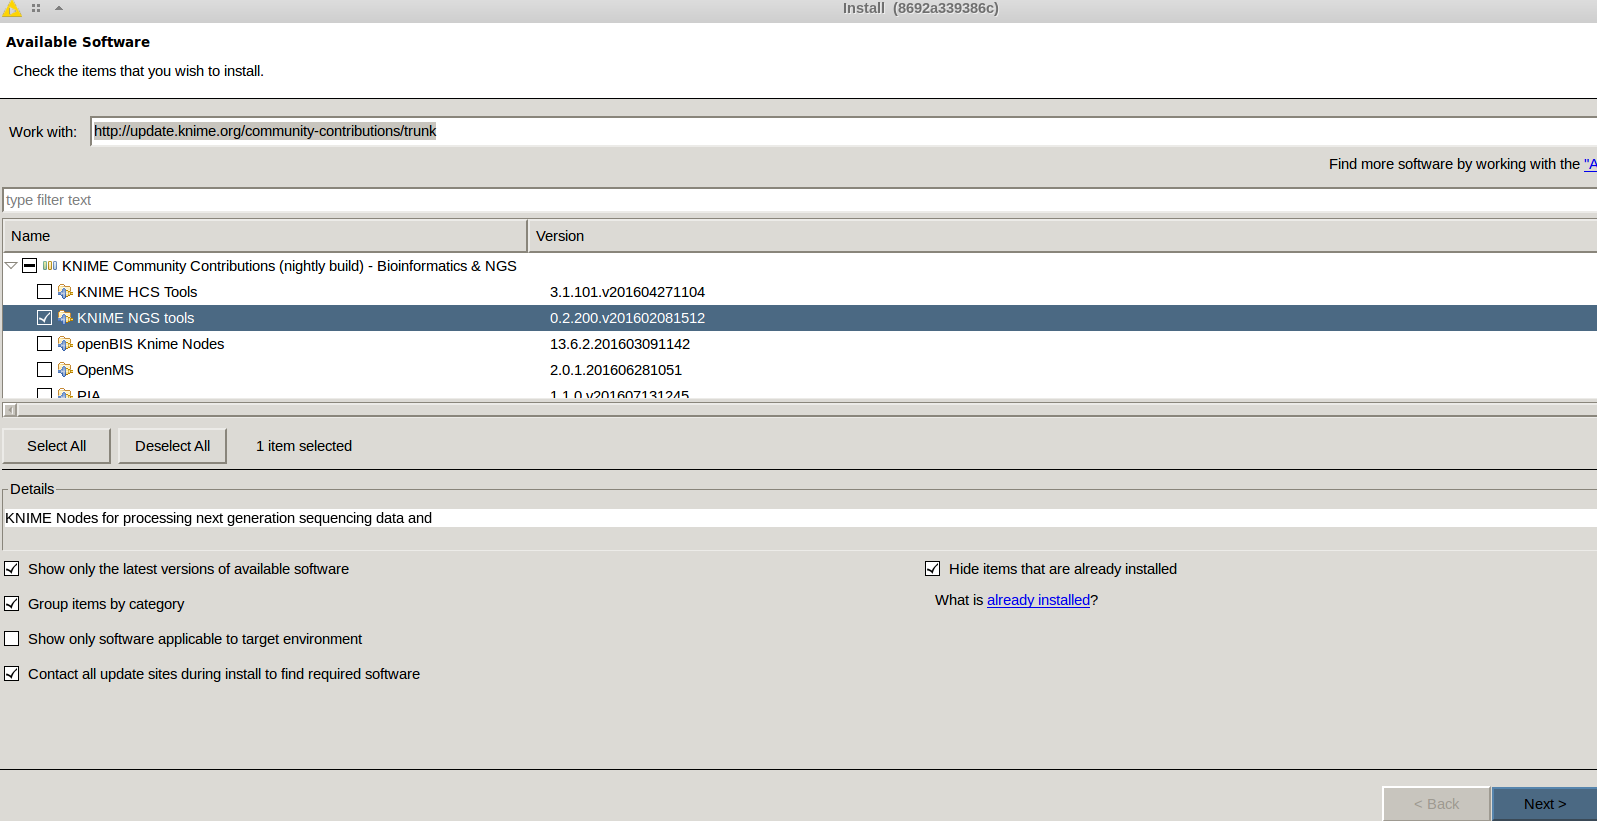 Install (8692a339386c)
Available Software
Check the items that you wish to install.
Work with: http://update.knime.org/community-contributions/trunk
Find more software by working with the "A
type filter text
Name Version
KNIME Community Contributions (nightly build) - Bioinformatics & NGS
KNIME HCS Tools 3.1.101.v201604271104
KNIME NGS tools 0.2.200.v201602081512
openBIS Knime Nodes 13.6.2.201603091142
OpenMS 2.0.1.201606281051
PIA 1.1.0.v201607131245
Select All Deselect All 1 item selected
Details
KNIME Nodes for processing next generation sequencing data and
Show only the latest versions of available software Hide items that are already installed
Group items by category What is already installed?
Show only software applicable to target environment
Contact all update sites during install to find required software
< Back Next >